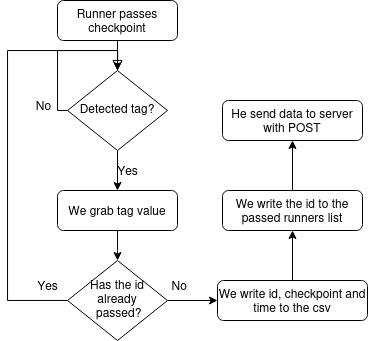 Runner passes
checkpoint
No
Detected tag?
Yes
We grab tag value
Yes
Has the id
already
passed?
No
We write id, checkpoint and
time to the csv
We write the id to the
passed runners list
He send data to server
with POST